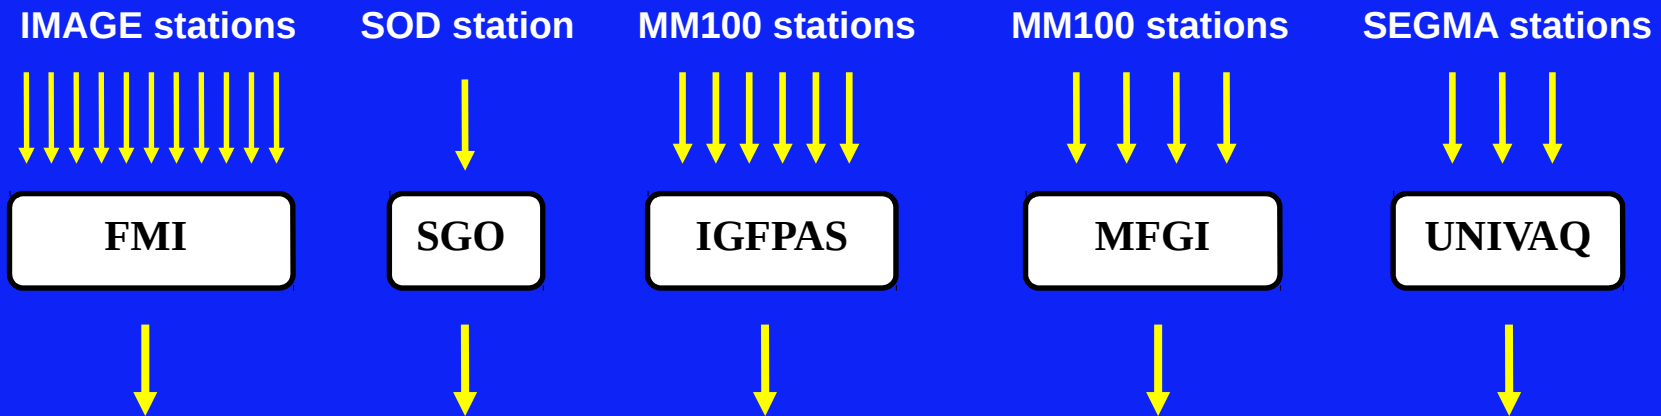 IMAGE stations SOD station MM100 stations MM100 stations SEGMA stations
FMI SGO IGFPAS MFGI UNIVAQ